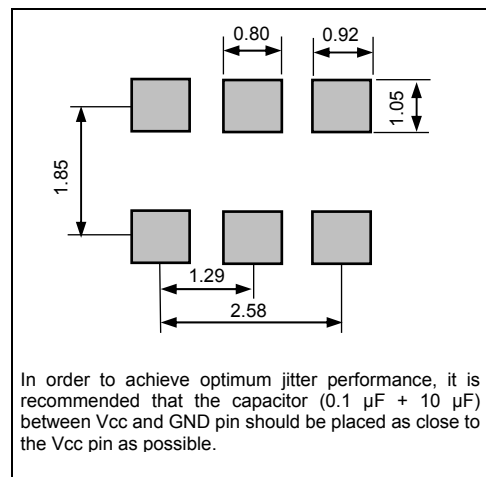 0.80
0.92
1.05
1.85
1.29
2.58
In order to achieve optimum jitter performance, it is
recommended that the capacitor (0.1 µF + 10 µF)
between Vcc and GND pin should be placed as close to
the Vcc pin as possible.